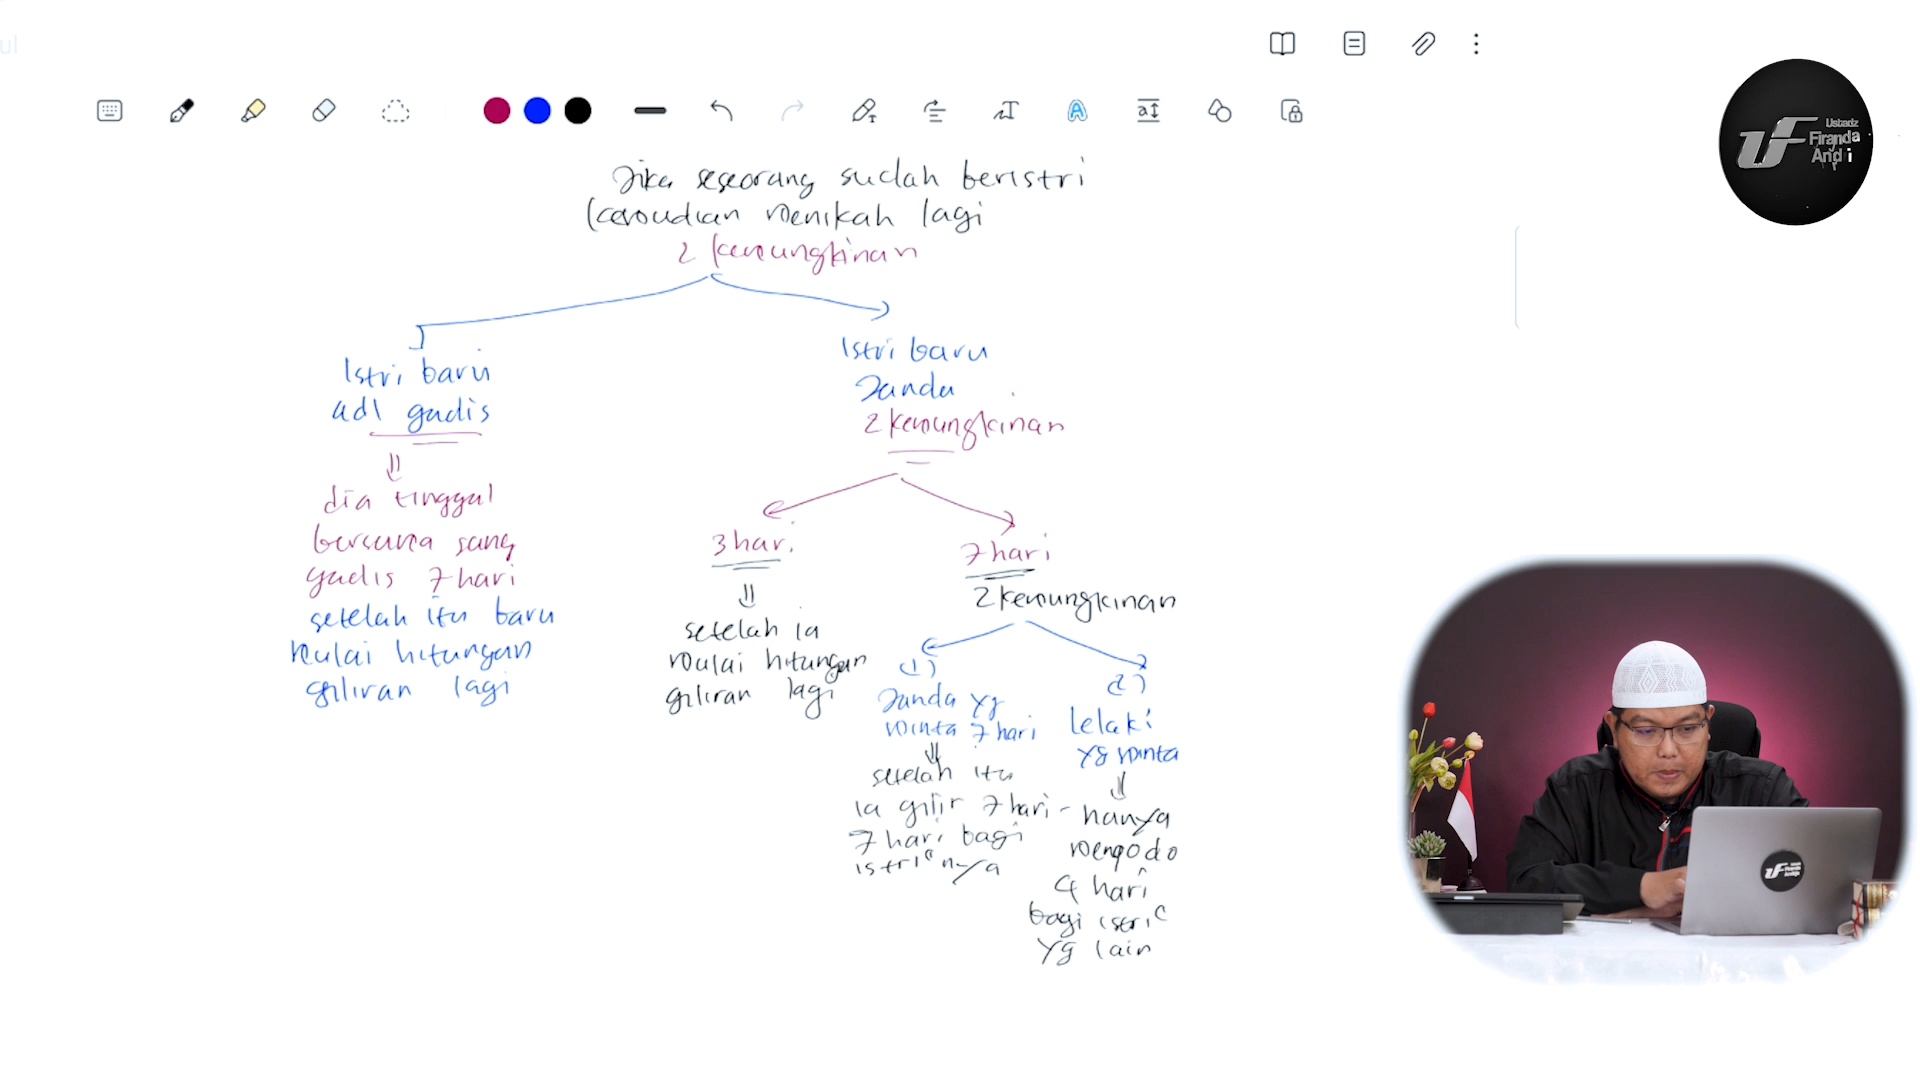 ul
Ustadz
Firanda
Andi
Jika seseorang sudah beristri
kemudian menikah lagi
2 kemungkinan
Istri baru
adl gadis
dia tinggal
bersama sang
gadis 7 hari
setelah itu baru
mulai hitungan
giliran lagi
Istri baru
Janda
2 kemungkinan
3 hari
setelah ia
mulai hitungan
giliran lagi
7 hari
2 kemungkinan
(1)
Janda yg
minta 7 hari
setelah itu
ia gilir 7 hari-
7 hari bagi
istri² nya
(2)
Lelaki
yg minta
hanya
mengqodo
4 hari
bagi istri²
yg lain